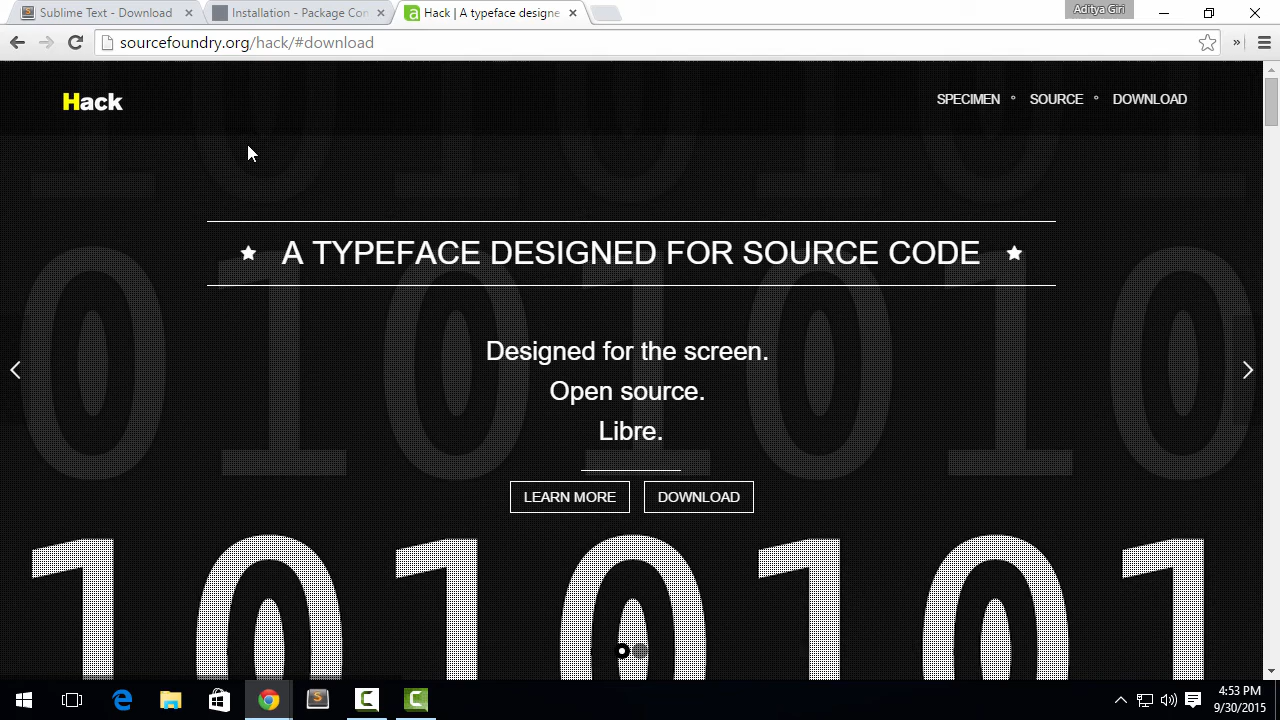 Sublime Text - Download
Installation - Package Con
Hack | A typeface designe
Aditya Giri
sourcefoundry.org/hack/#download
Hack
SPECIMEN
SOURCE
DOWNLOAD
A TYPEFACE DESIGNED FOR SOURCE CODE
Designed for the screen.
Open source.
Libre.
LEARN MORE
DOWNLOAD
01010101
01010101
1010101
4:53 PM
9/30/2015